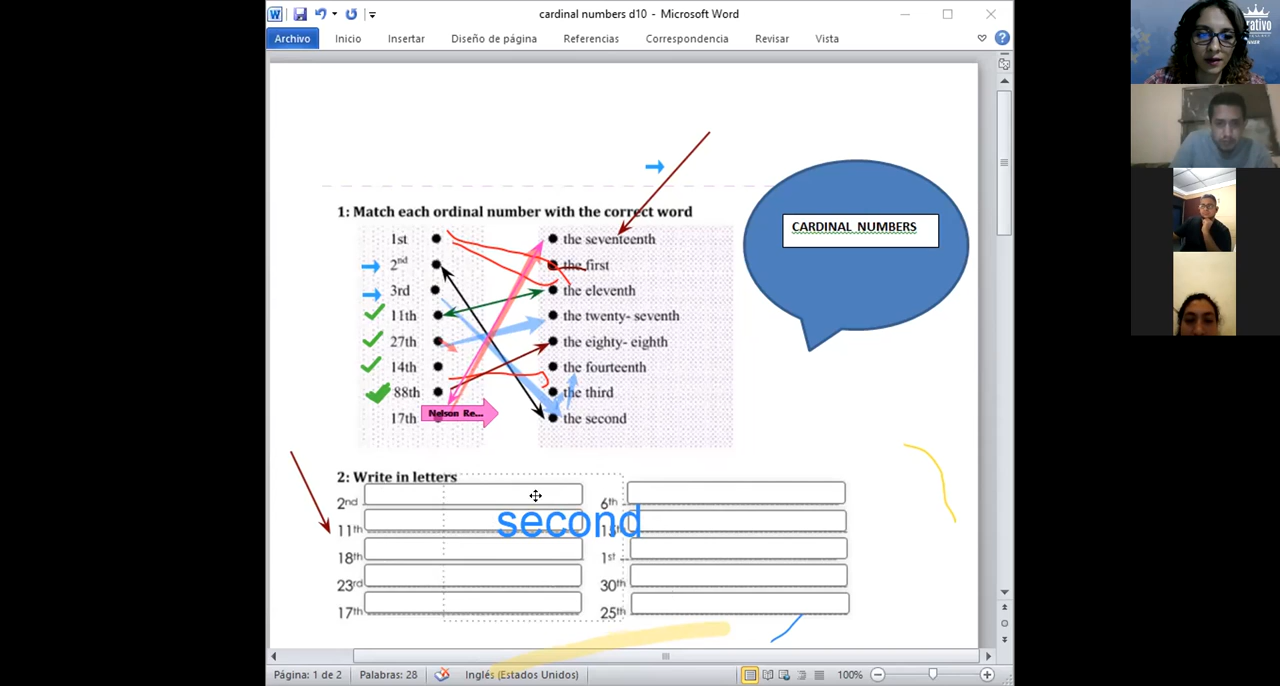 cardinal numbers d10 - Microsoft Word
Archivo
Inicio
Insertar
Diseño de página
Referencias
Correspondencia
Revisar
Vista
rativo
1: Match each ordinal number with the correct word
CARDINAL NUMBERS
1st
the seventeenth
2nd
the first
3rd
the eleventh
11th
the twenty- seventh
27th
the eighty- eighth
14th
the fourteenth
88th
the third
17th
Nelson Re...
the second
2: Write in letters
2nd
6th
second
11th
18th
1st
23rd
30th
17th
25th
Página: 1 de 2
Palabras: 28
Inglés (Estados Unidos)
100%